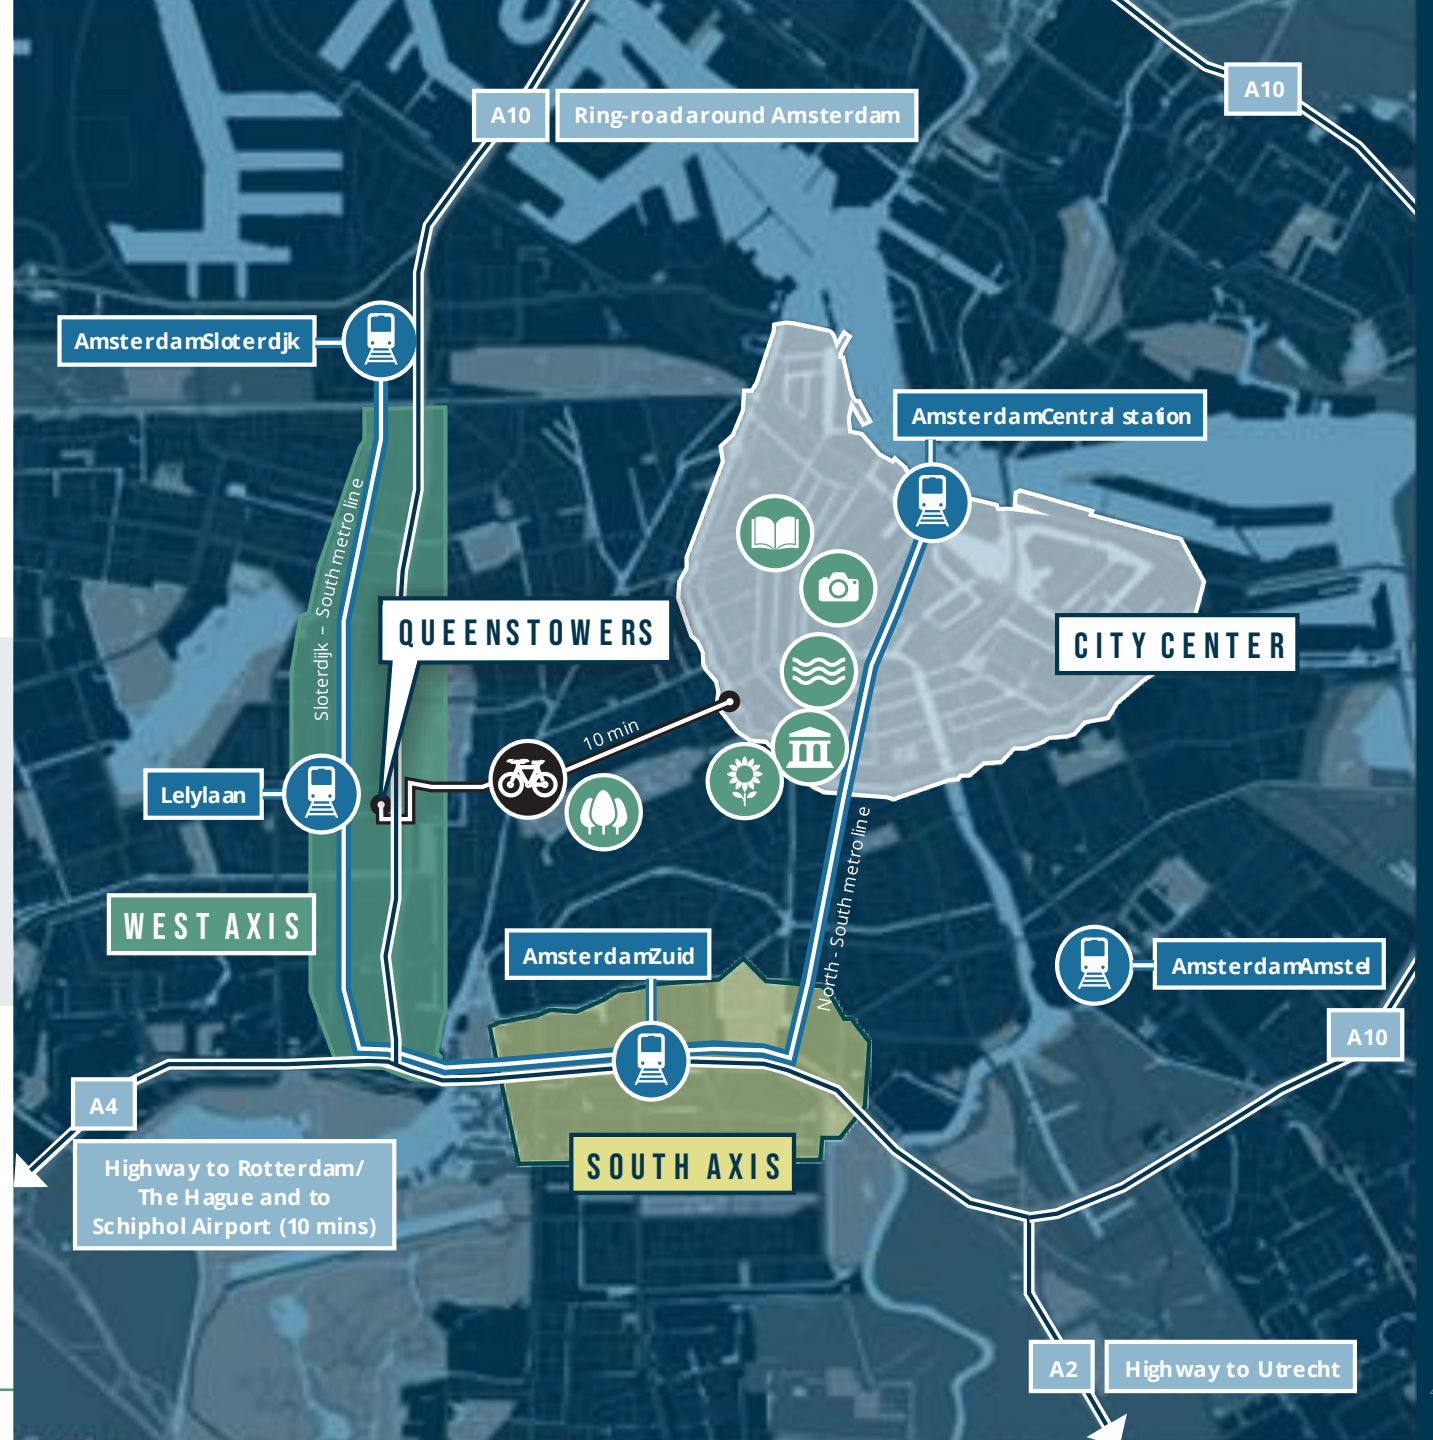 A10
Ring-road around Amsterdam
A10
Amsterdam Sloterdijk
Amsterdam Central station
Sloterdijk – South metro line
QUEENSTOWERS
CITY CENTER
10 min
Lelylaan
North - South metro line
WEST AXIS
Amsterdam Zuid
Amsterdam Amstel
A10
A4
Highway to Rotterdam/
The Hague and to
Schiphol Airport (10 mins)
SOUTH AXIS
A2
Highway to Utrecht